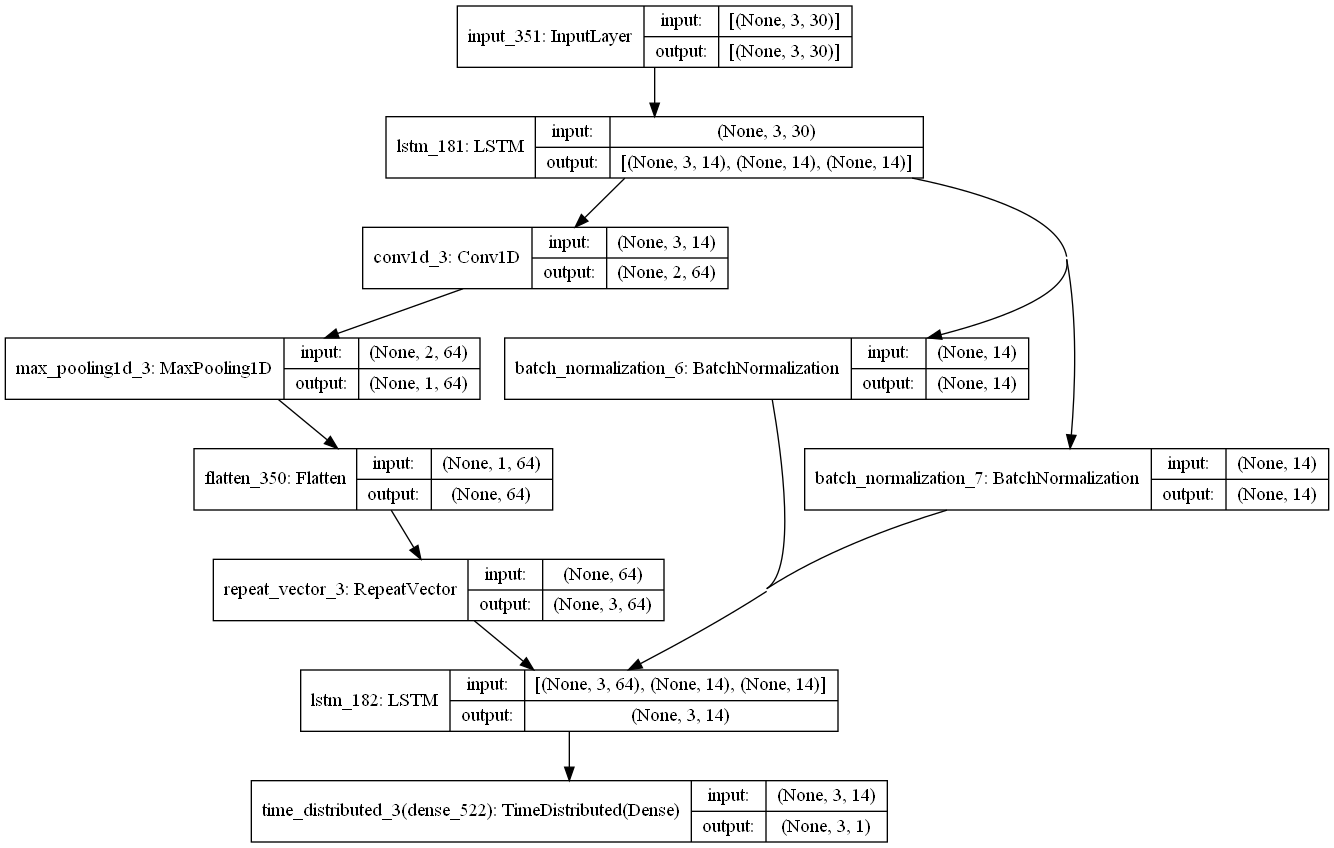 input_351: InputLayer
input:
[(None, 3, 30)]
output:
[(None, 3, 30)]
lstm_181: LSTM
input:
(None, 3, 30)
output:
[(None, 3, 14), (None, 14), (None, 14)]
conv1d_3: Conv1D
input:
(None, 3, 14)
output:
(None, 2, 64)
max_pooling1d_3: MaxPooling1D
input:
(None, 2, 64)
output:
(None, 1, 64)
batch_normalization_6: BatchNormalization
input:
(None, 14)
output:
(None, 14)
flatten_350: Flatten
input:
(None, 1, 64)
output:
(None, 64)
batch_normalization_7: BatchNormalization
input:
(None, 14)
output:
(None, 14)
repeat_vector_3: RepeatVector
input:
(None, 64)
output:
(None, 3, 64)
lstm_182: LSTM
input:
[(None, 3, 64), (None, 14), (None, 14)]
output:
(None, 3, 14)
time_distributed_3(dense_522): TimeDistributed(Dense)
input:
(None, 3, 14)
output:
(None, 3, 1)